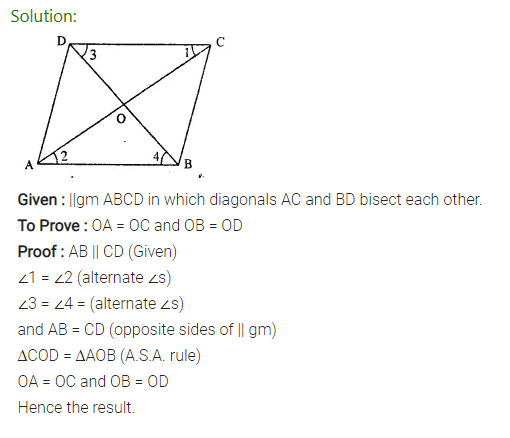 Solution:
D 3 1 C
O
A 2 4 B
Given : ||gm ABCD in which diagonals AC and BD bisect each other.
To Prove : OA = OC and OB = OD
Proof : AB || CD (Given)
∠1 = ∠2 (alternate ∠s)
∠3 = ∠4 = (alternate ∠s)
and AB = CD (opposite sides of || gm)
∆COD = ∆AOB (A.S.A. rule)
OA = OC and OB = OD
Hence the result.